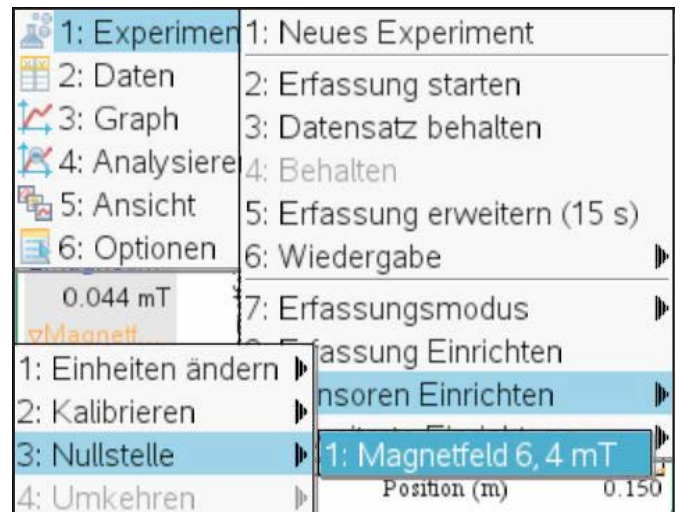 1: Experimen
2: Daten
3: Graph
4: Analysiere
5: Ansicht
6: Optionen
0.044 mT
1: Neues Experiment
2: Erfassung starten
3: Datensatz behalten
4: Behalten
5: Erfassung erweitern (15 s)
6: Wiedergabe
7: Erfassungsmodus
fassung Einrichten
nsoren Einrichten
1: Einheiten ändern
2: Kalibrieren
3: Nullstelle
4: Umkehren
1: Magnetfeld 6,4 mT
Position (m)
0.150